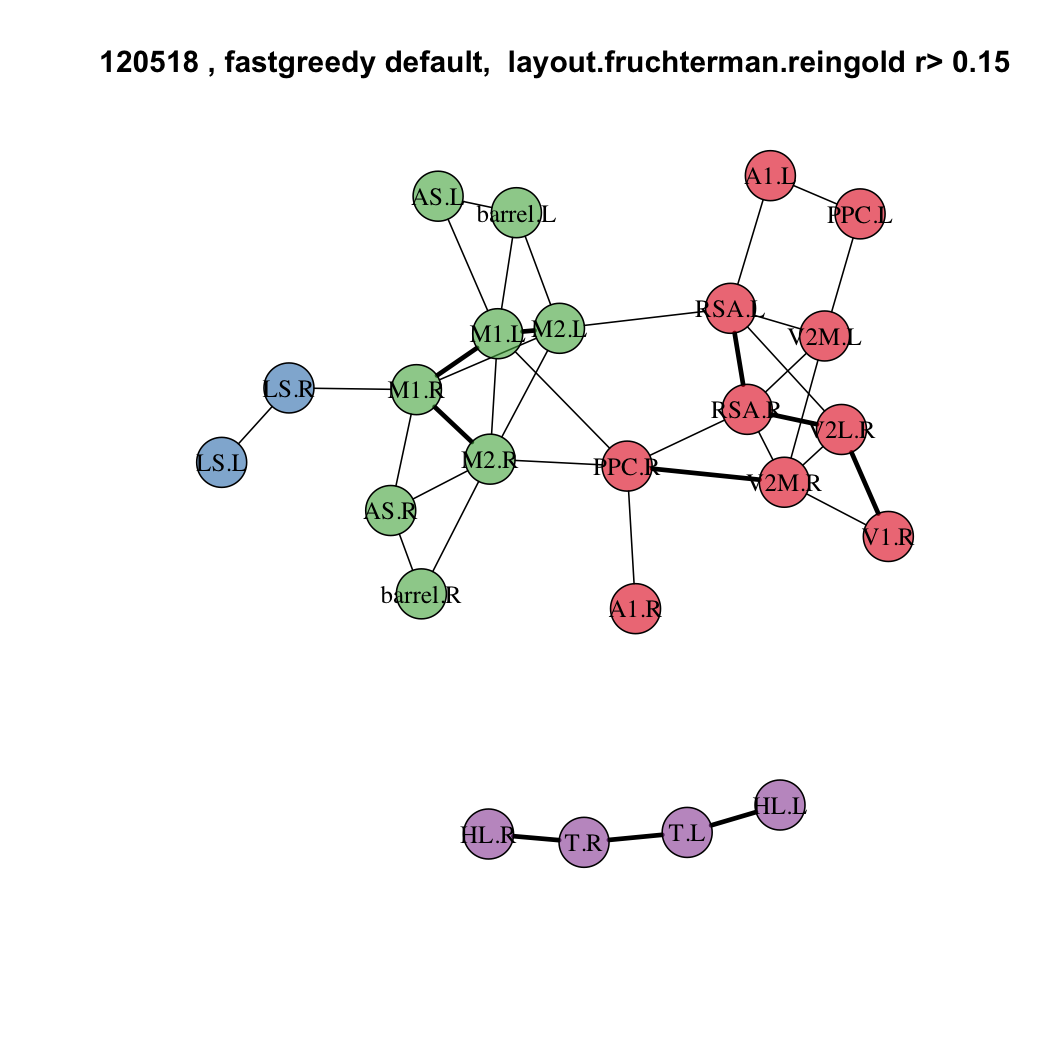 120518 , fastgreedy default,  layout.fruchterman.reingold r> 0.15
A1.L
AS.L
barrel.L
PPC.L
RSA.L
M1.L
M2.L
V2M.L
LS.R
M1.R
RSA.R
V2L.R
LS.L
M2.R
PPC.R
V2M.R
AS.R
V1.R
barrel.R
A1.R
HL.L
HL.R
T.R
T.L